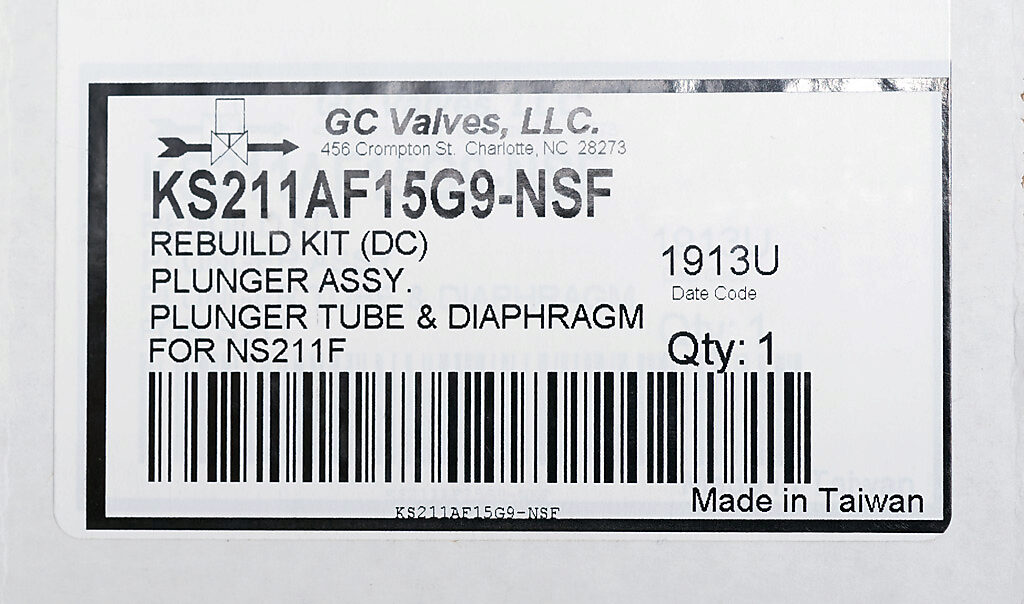 GC Valves, LLC.
456 Crompton St. Charlotte, NC 28273
KS211AF15G9-NSF
REBUILD KIT (DC)
PLUNGER ASSY.
PLUNGER TUBE & DIAPHRAGM
FOR NS211F
1913U
Date Code
Qty: 1
Made in Taiwan
KS211AF15G9-NSF